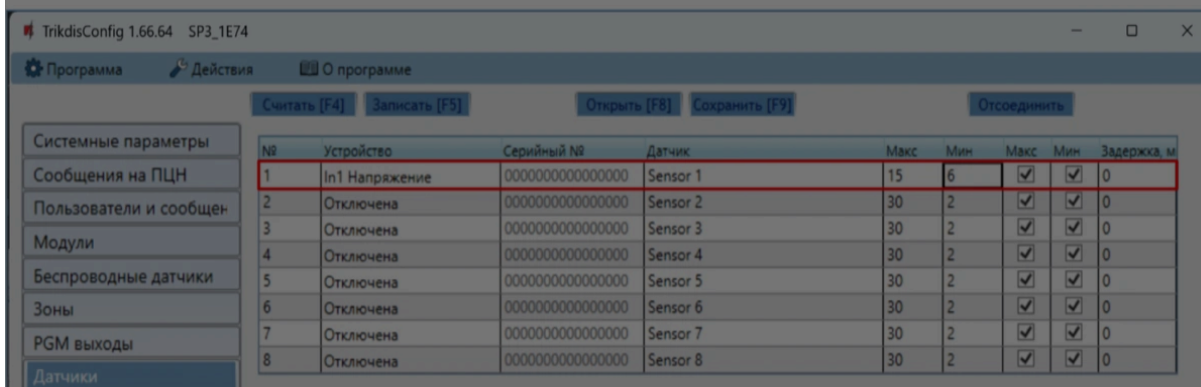 TrikdisConfig 1.66.64 SP3_1E74
Программа Действия О программе
Считать [F4] Записать [F5] Открыть [F8] Сохранить [F9] Отсоединить
Системные параметры
Сообщения на ПЦН
Пользователи и сообщен
Модули
Беспроводные датчики
Зоны
PGM выходы
Датчики
№ Устройство Серийный № Датчик Макс Мин Макс Мин Задержка, м
1 In1 Напряжение 0000000000000000 Sensor 1 15 6 0
2 Отключена 0000000000000000 Sensor 2 30 2 0
3 Отключена 0000000000000000 Sensor 3 30 2 0
4 Отключена 0000000000000000 Sensor 4 30 2 0
5 Отключена 0000000000000000 Sensor 5 30 2 0
6 Отключена 0000000000000000 Sensor 6 30 2 0
7 Отключена 0000000000000000 Sensor 7 30 2 0
8 Отключена 0000000000000000 Sensor 8 30 2 0